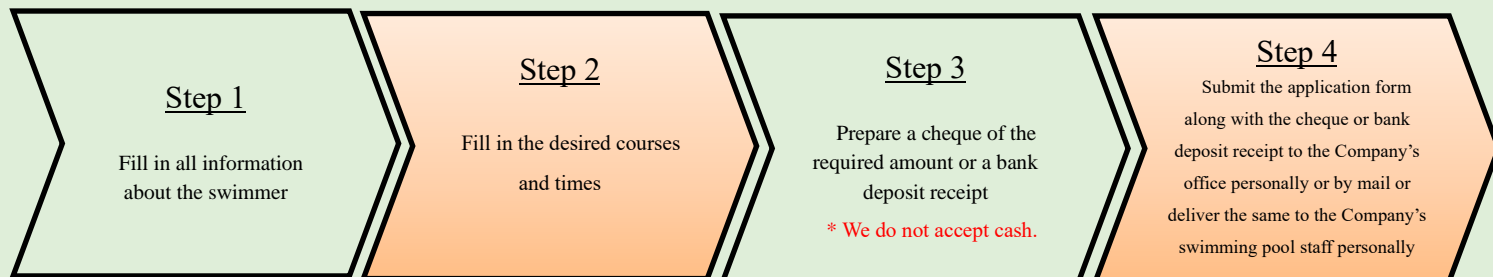 Step 1
Fill in all information
about the swimmer
Step 2
Fill in the desired courses
and times
Step 3
Prepare a cheque of the
required amount or a bank
deposit receipt
* We do not accept cash.
Step 4
Submit the application form
along with the cheque or bank
deposit receipt to the Company's
office personally or by mail or
deliver the same to the Company's
swimming pool staff personally